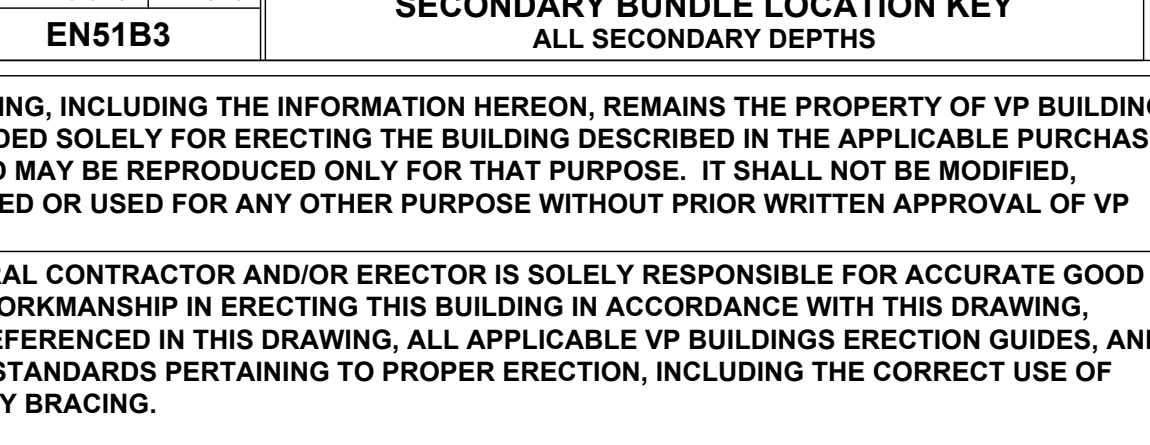 SECONDARY BUNDLE LOCATION KEY
EN51B3
ALL SECONDARY DEPTHS
ING, INCLUDING THE INFORMATION HEREON, REMAINS THE PROPERTY OF VP BUILDING
DED SOLELY FOR ERECTING THE BUILDING DESCRIBED IN THE APPLICABLE PURCHAS
MAY BE REPRODUCED ONLY FOR THAT PURPOSE. IT SHALL NOT BE MODIFIED,
ED OR USED FOR ANY OTHER PURPOSE WITHOUT PRIOR WRITTEN APPROVAL OF VP
RAL CONTRACTOR AND/OR ERECTOR IS SOLELY RESPONSIBLE FOR ACCURATE GOOD
ORKMANSHIP IN ERECTING THIS BUILDING IN ACCORDANCE WITH THIS DRAWING,
EFERENCED IN THIS DRAWING, ALL APPLICABLE VP BUILDINGS ERECTION GUIDES, AN
STANDARDS PERTAINING TO PROPER ERECTION, INCLUDING THE CORRECT USE OF
Y BRACING.